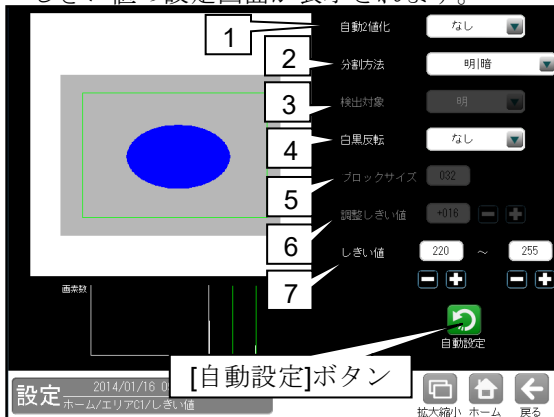 しきい値の設定画面が表示されます。
1
自動2値化
なし
2
分割方法
明|暗
3
検出対象
明
4
白黒反転
なし
5
ブロックサイズ
032
6
調整しきい値
+016
7
しきい値
220 ～ 255
画素数
自動設定
[自動設定]ボタン
設定
2014/01/16
ホーム/エリアC1/しきい値
拡大縮小
ホーム
戻る